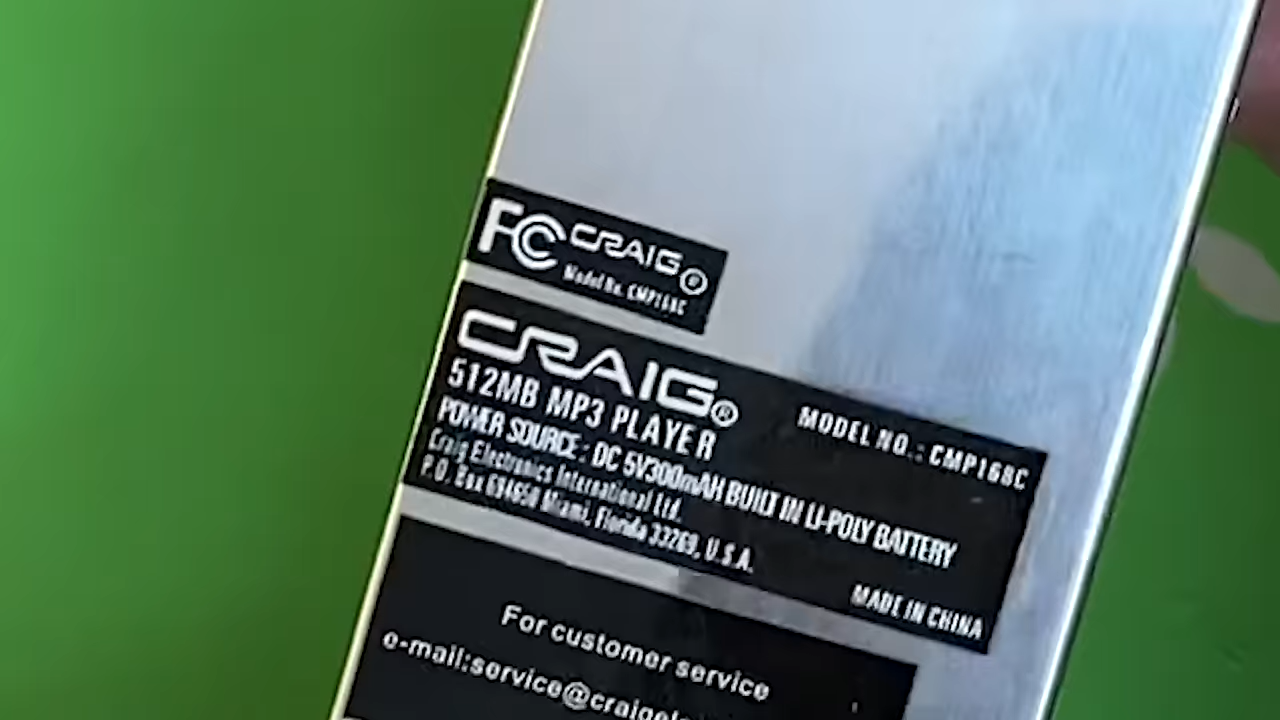 FC CRAIG®
Model No. CMP168C
CRAIG®
512MB MP3 PLAYER
MODEL NO.: CMP168C
POWER SOURCE: DC 5V300mAH BUILT IN LI-POLY BATTERY
Craig Electronics International Ltd.
P.O. Box Miami, Florida 33269, U.S.A.
MADE IN CHINA
For customer service
e-mail:service@craigel